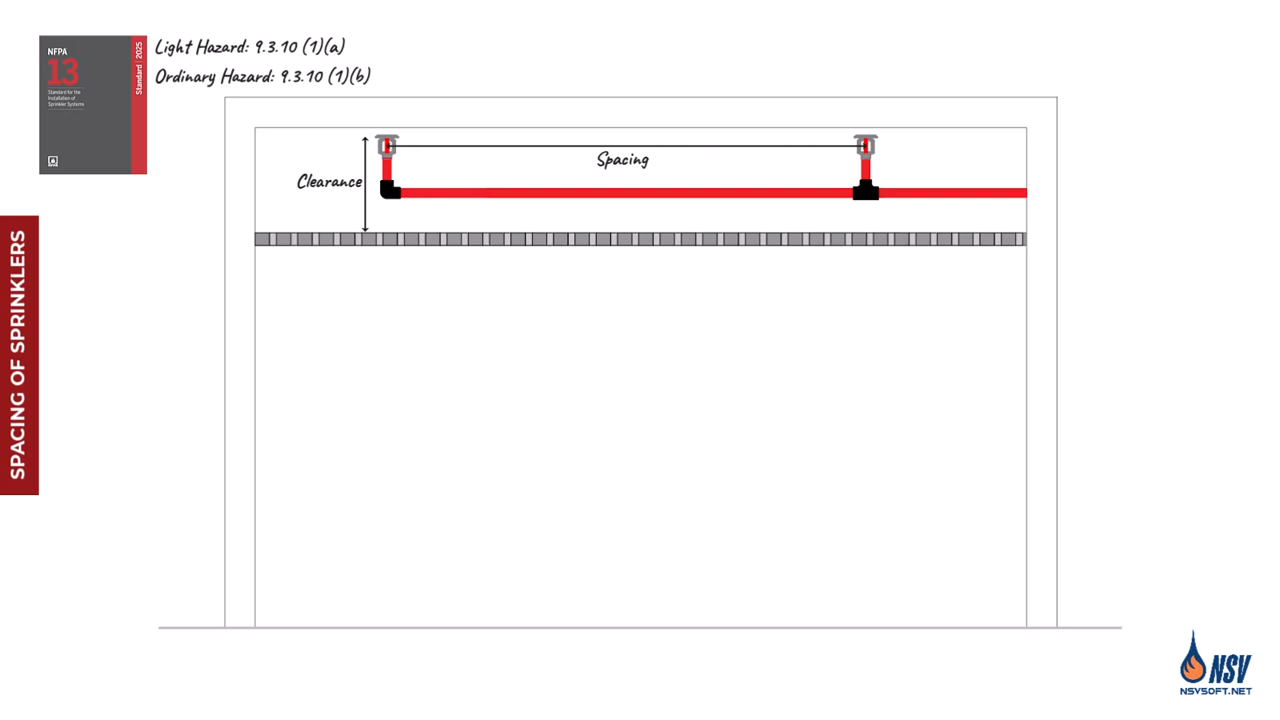 Light Hazard: 9.3.10 (1)(a)
Ordinary Hazard: 9.3.10 (1)(b)
NFPA
13
Standard for the
Installation of
Sprinkler Systems
Standard | 2025
Spacing
Clearance
SPACING OF SPRINKLERS
NSV
NSVSOFT.NET